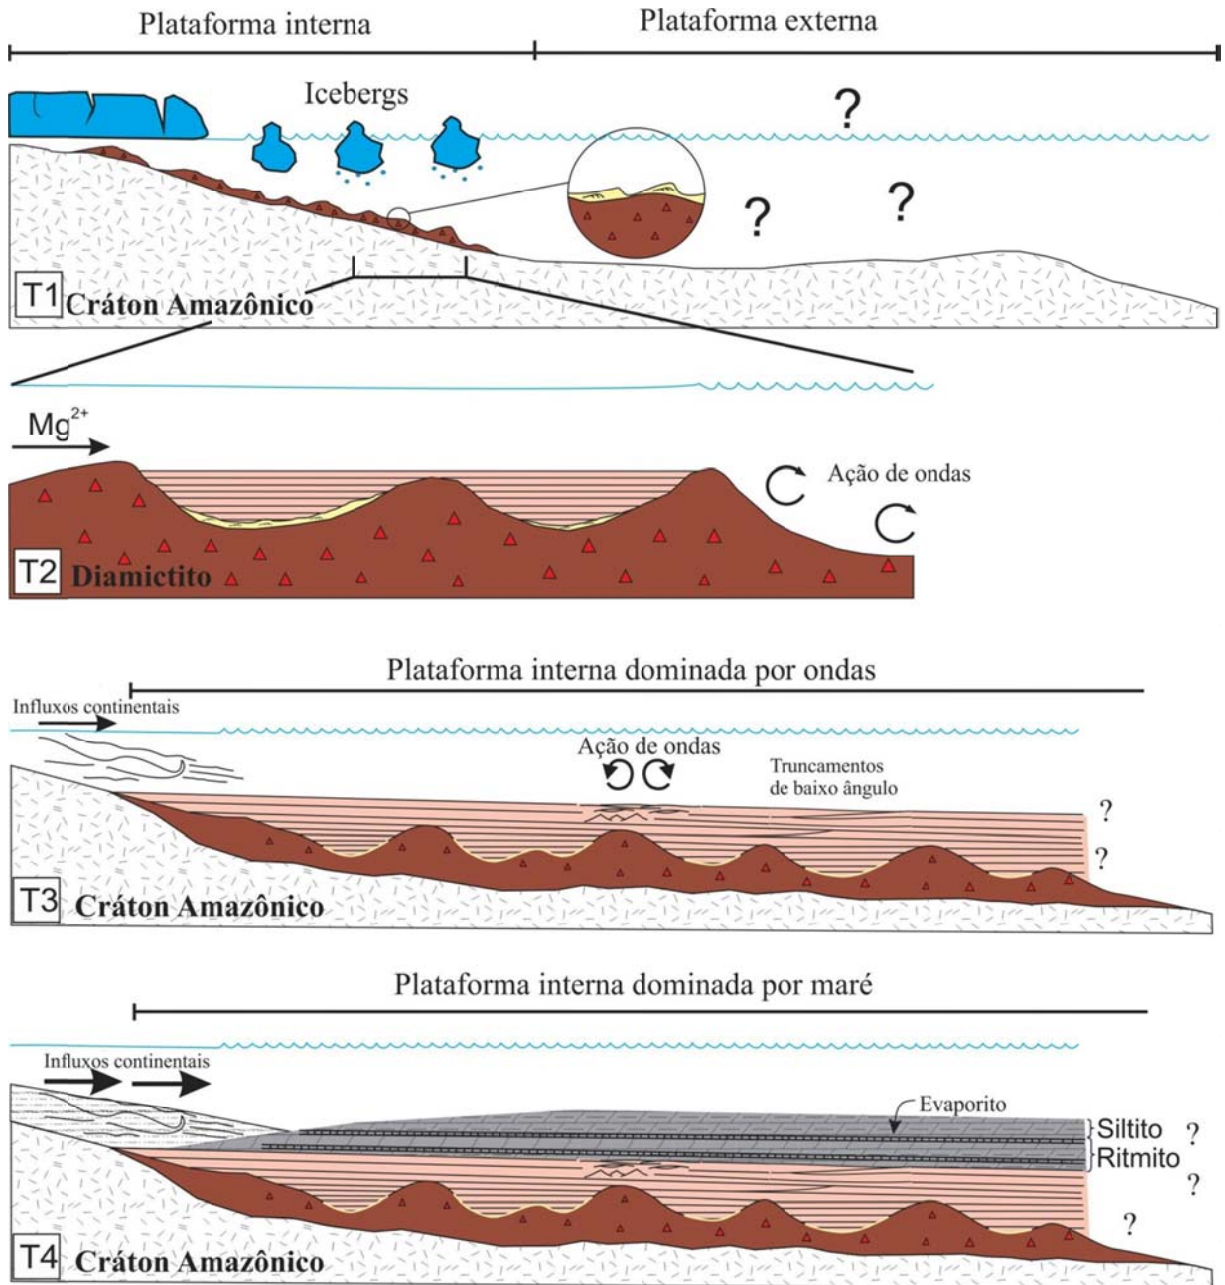 Plataforma interna
Plataforma externa
Icebergs
?
?
?
T1
Cráton Amazônico
Mg2+
Ação de ondas
T2
Diamictito
Plataforma interna dominada por ondas
Influxos continentais
Ação de ondas
Truncamentos
de baixo ângulo
?
?
T3
Cráton Amazônico
Plataforma interna dominada por maré
Influxos continentais
Evaporito
Siltito
?
Ritmito
?
?
T4
Cráton Amazônico